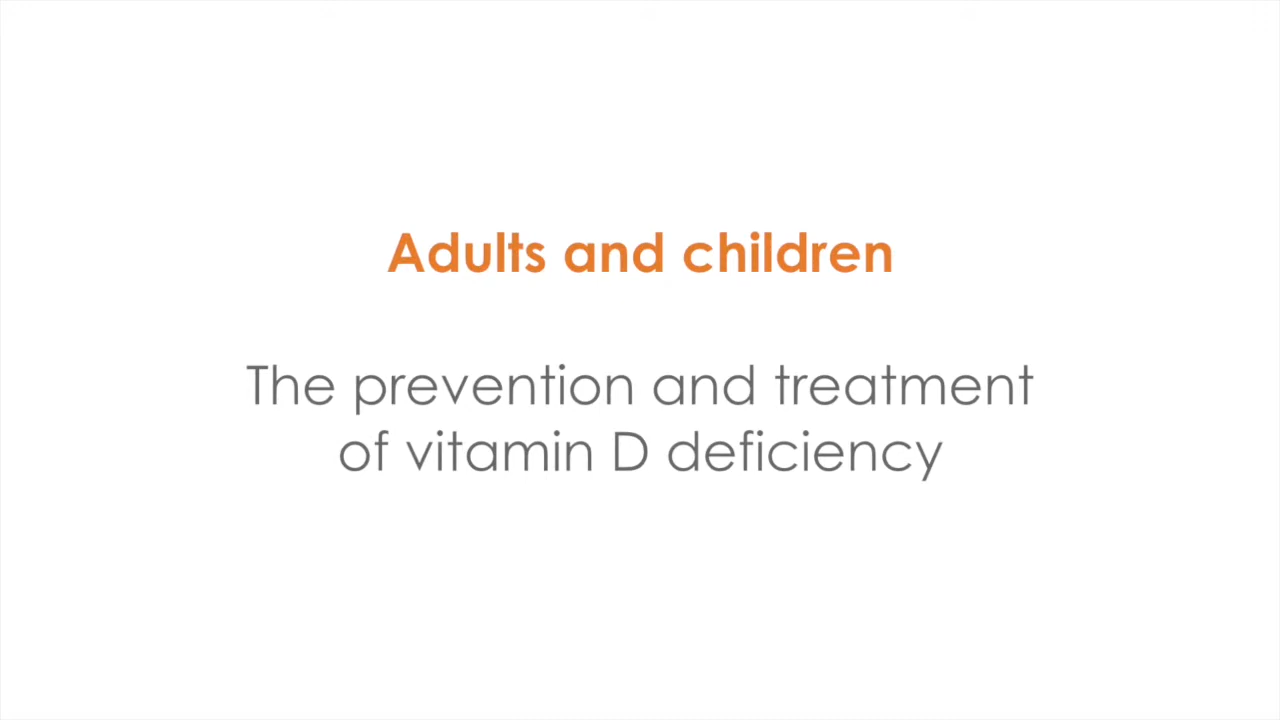 Adults and children
The prevention and treatment
of vitamin D deficiency